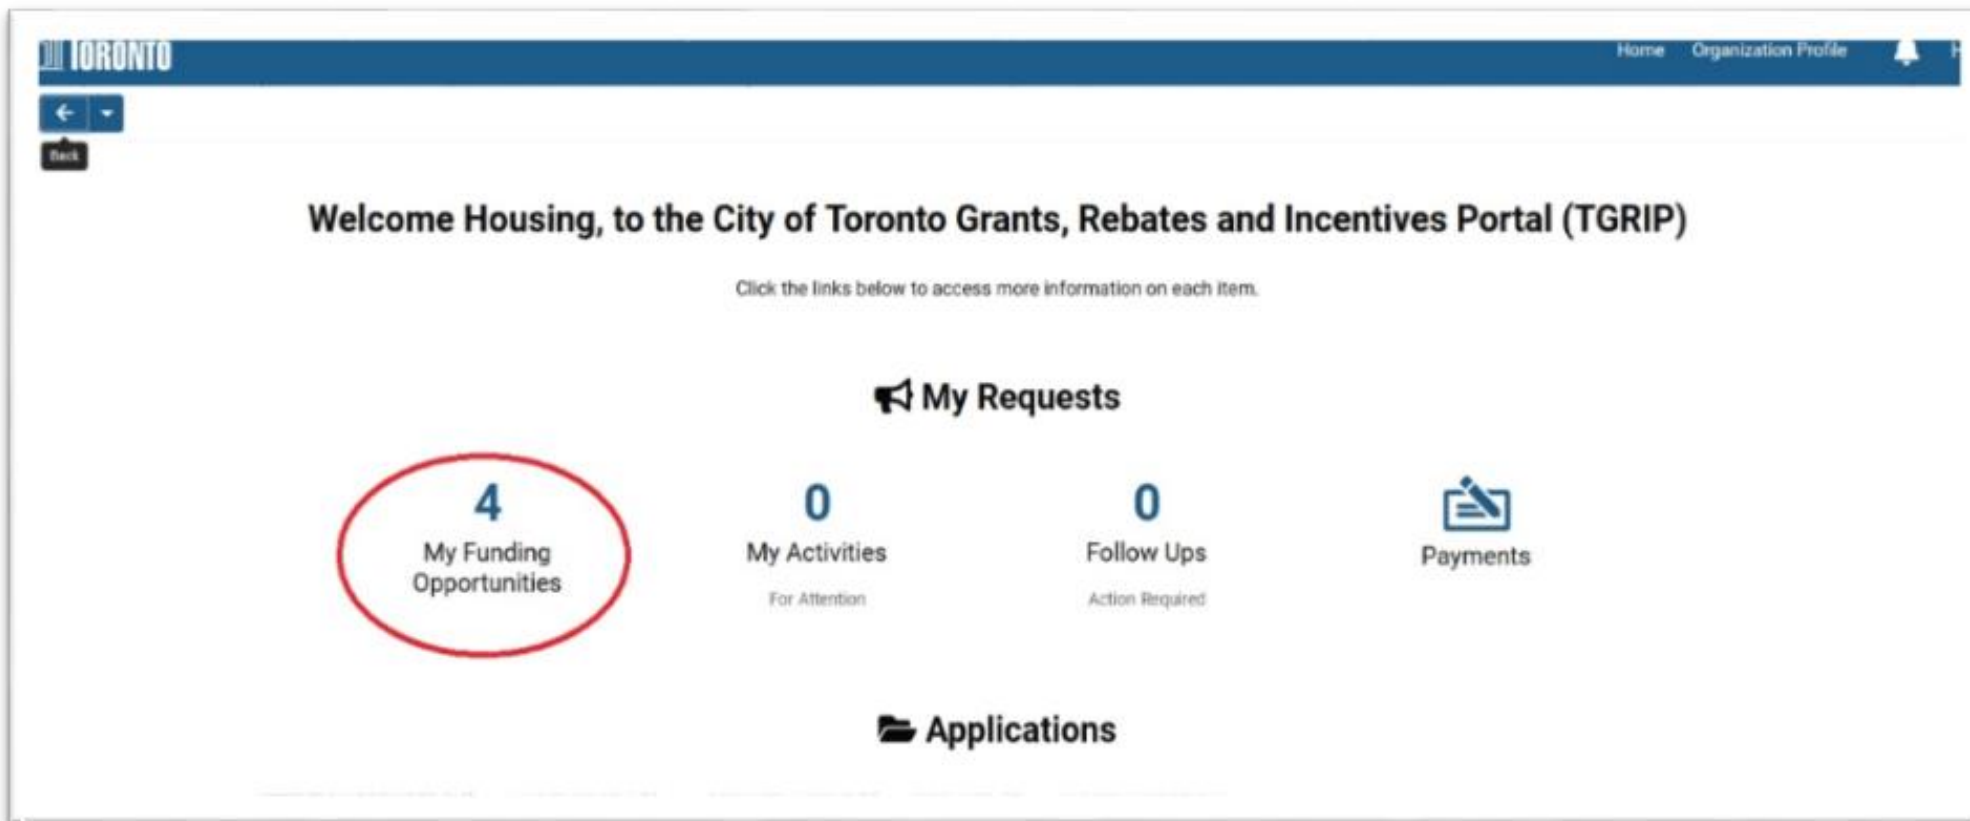 TORONTO
Home Organization Profile
Back
Welcome Housing, to the City of Toronto Grants, Rebates and Incentives Portal (TGRIP)
Click the links below to access more information on each item.
My Requests
4 0 0
My Funding My Activities Follow Ups Payments
Opportunities
For Attention Action Required
Applications